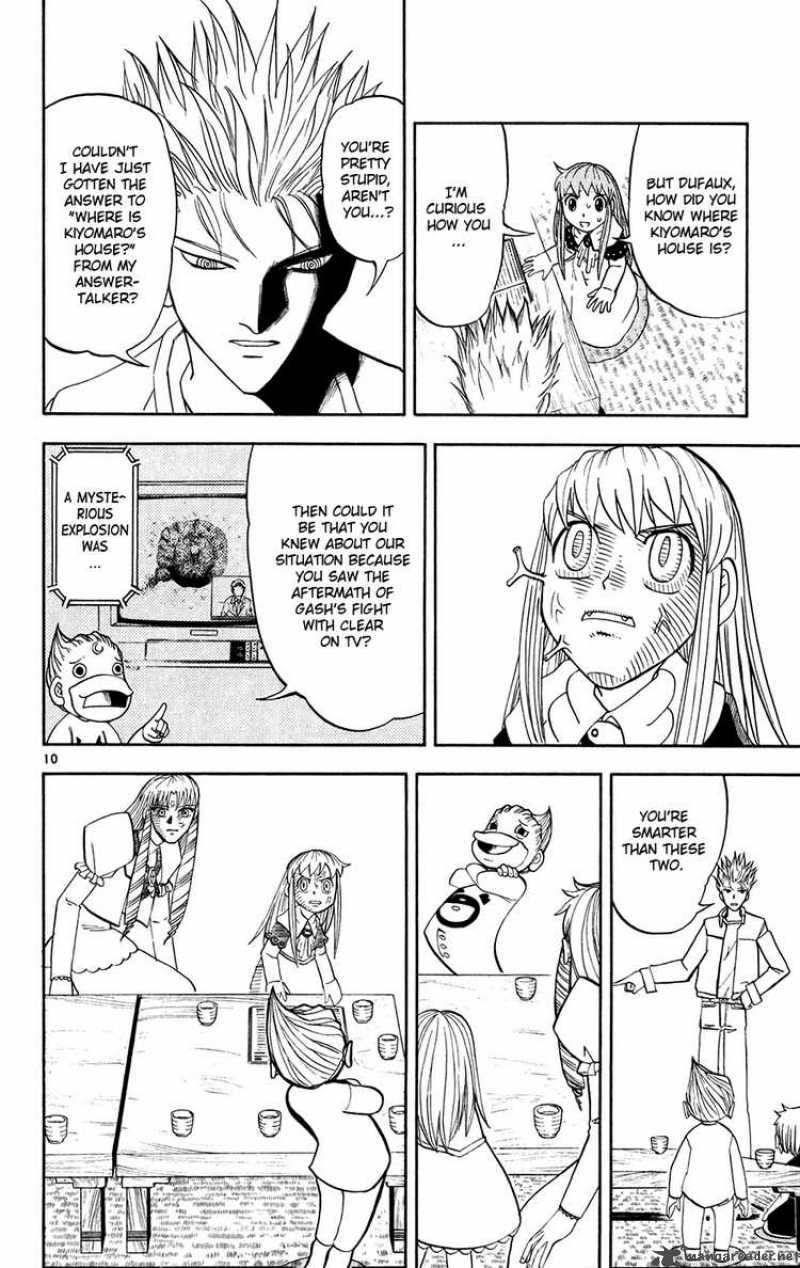 BUT DUFAUX,
HOW DID YOU
KNOW WHERE
KIYOMARO'S
HOUSE IS?
I'M
CURIOUS
HOW YOU
...
YOU'RE
PRETTY
STUPID,
AREN'T
YOU...?
COULDN'T
I HAVE JUST
GOTTEN THE
ANSWER TO
"WHERE IS
KIYOMARO'S
HOUSE?"
FROM MY
ANSWER-
TALKER?
THEN COULD IT
BE THAT YOU
KNEW ABOUT OUR
SITUATION BECAUSE
YOU SAW THE
AFTERMATH OF
GASH'S FIGHT
WITH CLEAR
ON TV?
A MYSTE-
RIOUS
EXPLOSION
WAS
...
10
YOU'RE
SMARTER
THAN THESE
TWO.
mangareader.net